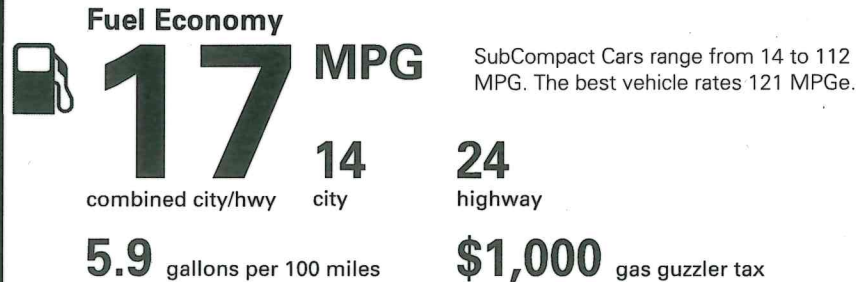 Fuel Economy
17 MPG
SubCompact Cars range from 14 to 112
MPG. The best vehicle rates 121 MPGe.
14
24
combined city/hwy
city
highway
5.9 gallons per 100 miles
$1,000 gas guzzler tax